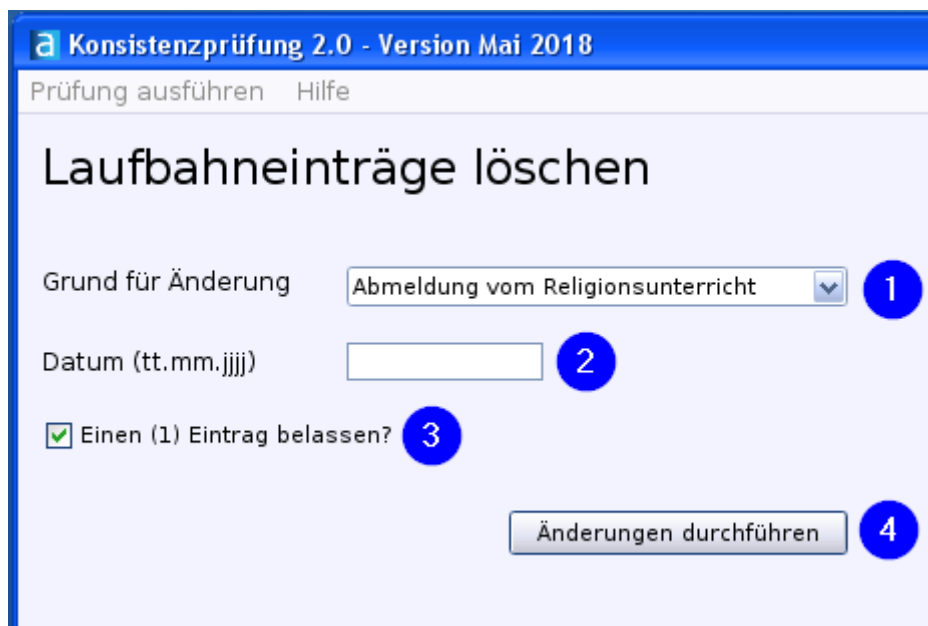 a Konsistenzprüfung 2.0 - Version Mai 2018
Prüfung ausführen Hilfe
Laufbahneinträge löschen
Grund für Änderung Abmeldung vom Religionsunterricht 1
Datum (tt.mm.jjjj) 2
Einen (1) Eintrag belassen? 3
Änderungen durchführen 4